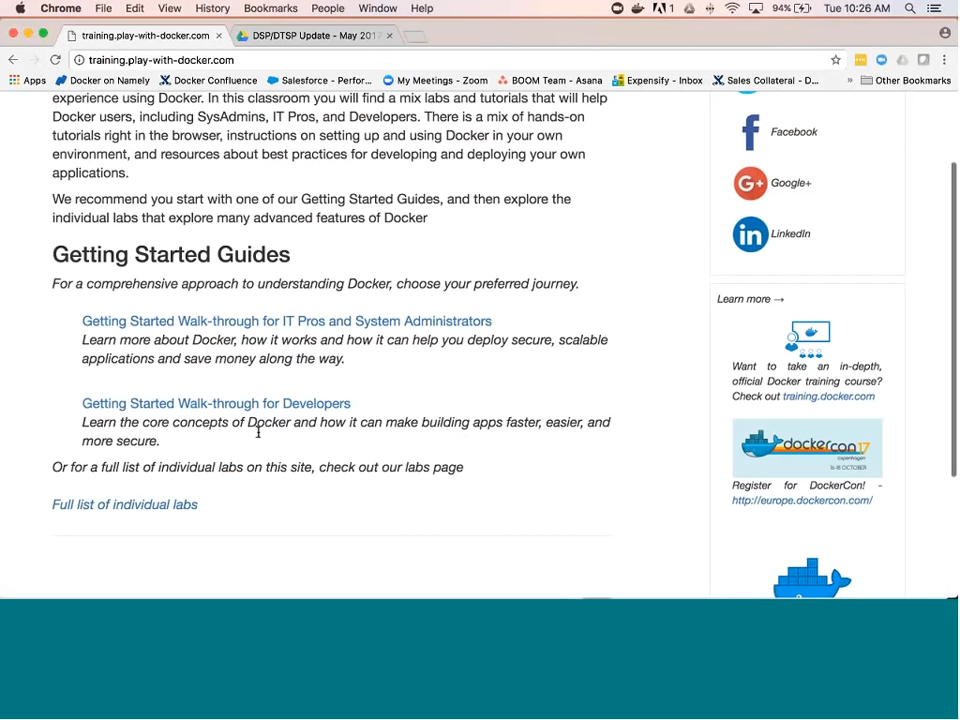 Chrome File Edit View History Bookmarks People Window Help 1 94% Tue 10:26 AM
training.play-with-docker.com × DSP/DTSP Update - May 2017 ×
training.play-with-docker.com
Apps Docker on Namely Docker Confluence Salesforce - Perfor... My Meetings - Zoom BOOM Team - Asana Expensify - Inbox Sales Collateral - D... » Other Bookmarks
experience using Docker. In this classroom you will find a mix labs and tutorials that will help
Docker users, including SysAdmins, IT Pros, and Developers. There is a mix of hands-on
tutorials right in the browser, instructions on setting up and using Docker in your own
environment, and resources about best practices for developing and deploying your own
applications.
We recommend you start with one of our Getting Started Guides, and then explore the
individual labs that explore many advanced features of Docker
Getting Started Guides
For a comprehensive approach to understanding Docker, choose your preferred journey.
Getting Started Walk-through for IT Pros and System Administrators
Learn more about Docker, how it works and how it can help you deploy secure, scalable
applications and save money along the way.
Getting Started Walk-through for Developers
Learn the core concepts of Docker and how it can make building apps faster, easier, and
more secure.
Or for a full list of individual labs on this site, check out our labs page
Full list of individual labs
f Facebook
G+ Google+
in LinkedIn
Learn more →
Want to take an in-depth,
official Docker training course?
Check out training.docker.com
dockercon 17
copenhagen
16-18 OCTOBER
Register for DockerCon! -
http://europe.dockercon.com/